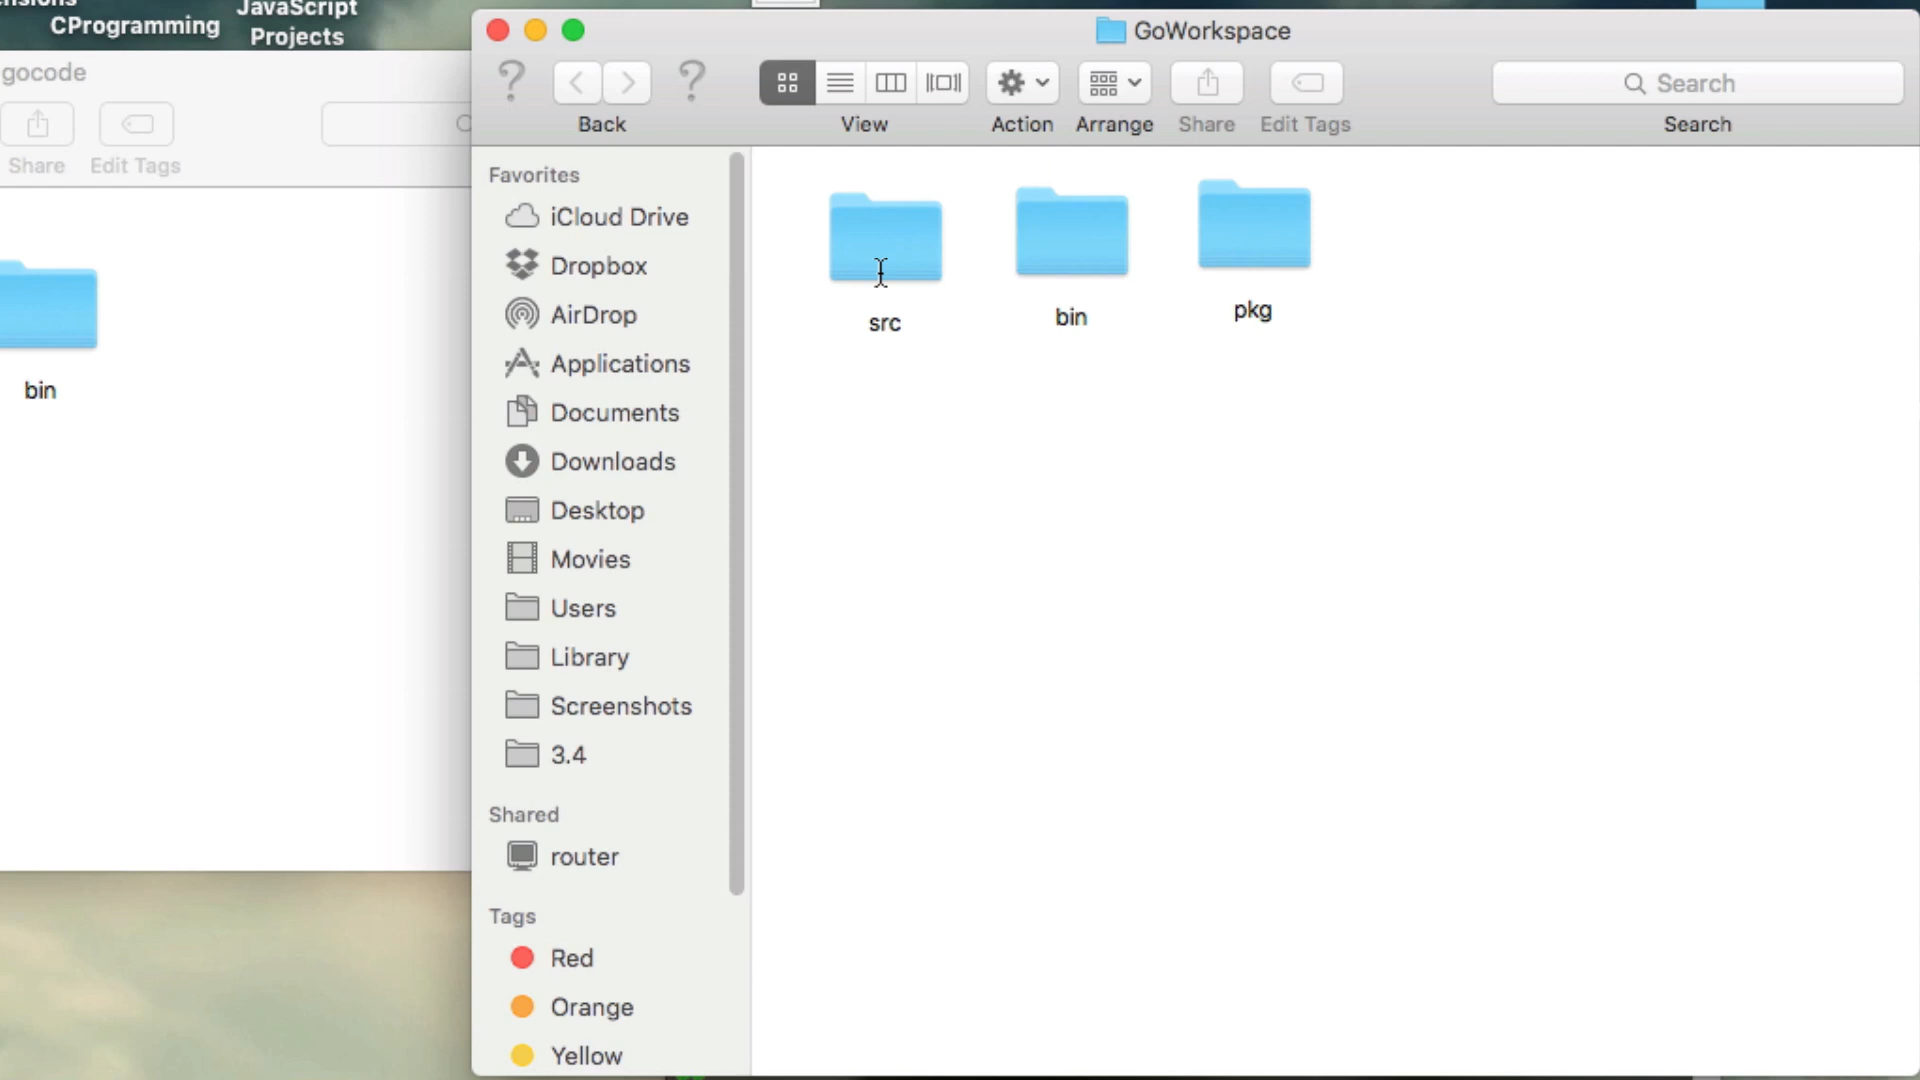 CProgramming
JavaScript
Projects
gocode
Share
Edit Tags
bin
GoWorkspace
Search
Back
View
Action
Arrange
Share
Edit Tags
Search
Favorites
iCloud Drive
Dropbox
AirDrop
Applications
Documents
Downloads
Desktop
Movies
Users
Library
Screenshots
3.4
Shared
router
Tags
Red
Orange
Yellow
src
bin
pkg